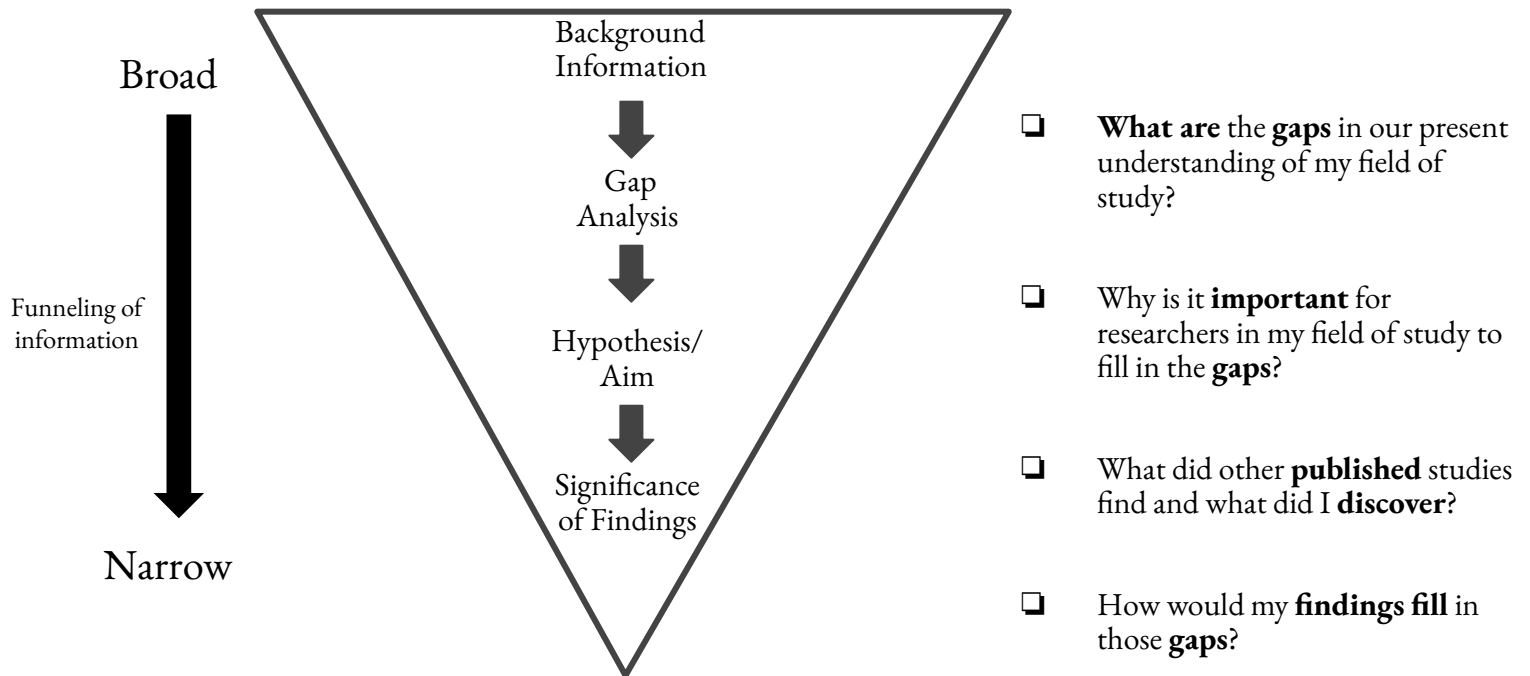 Broad
Funneling of
information
Narrow
Background
Information
Gap
Analysis
Hypothesis/
Aim
Significance
of Findings
What are the gaps in our present
understanding of my field of
study?
Why is it important for
researchers in my field of study to
fill in the gaps?
What did other published studies
find and what did I discover?
How would my findings fill in
those gaps?